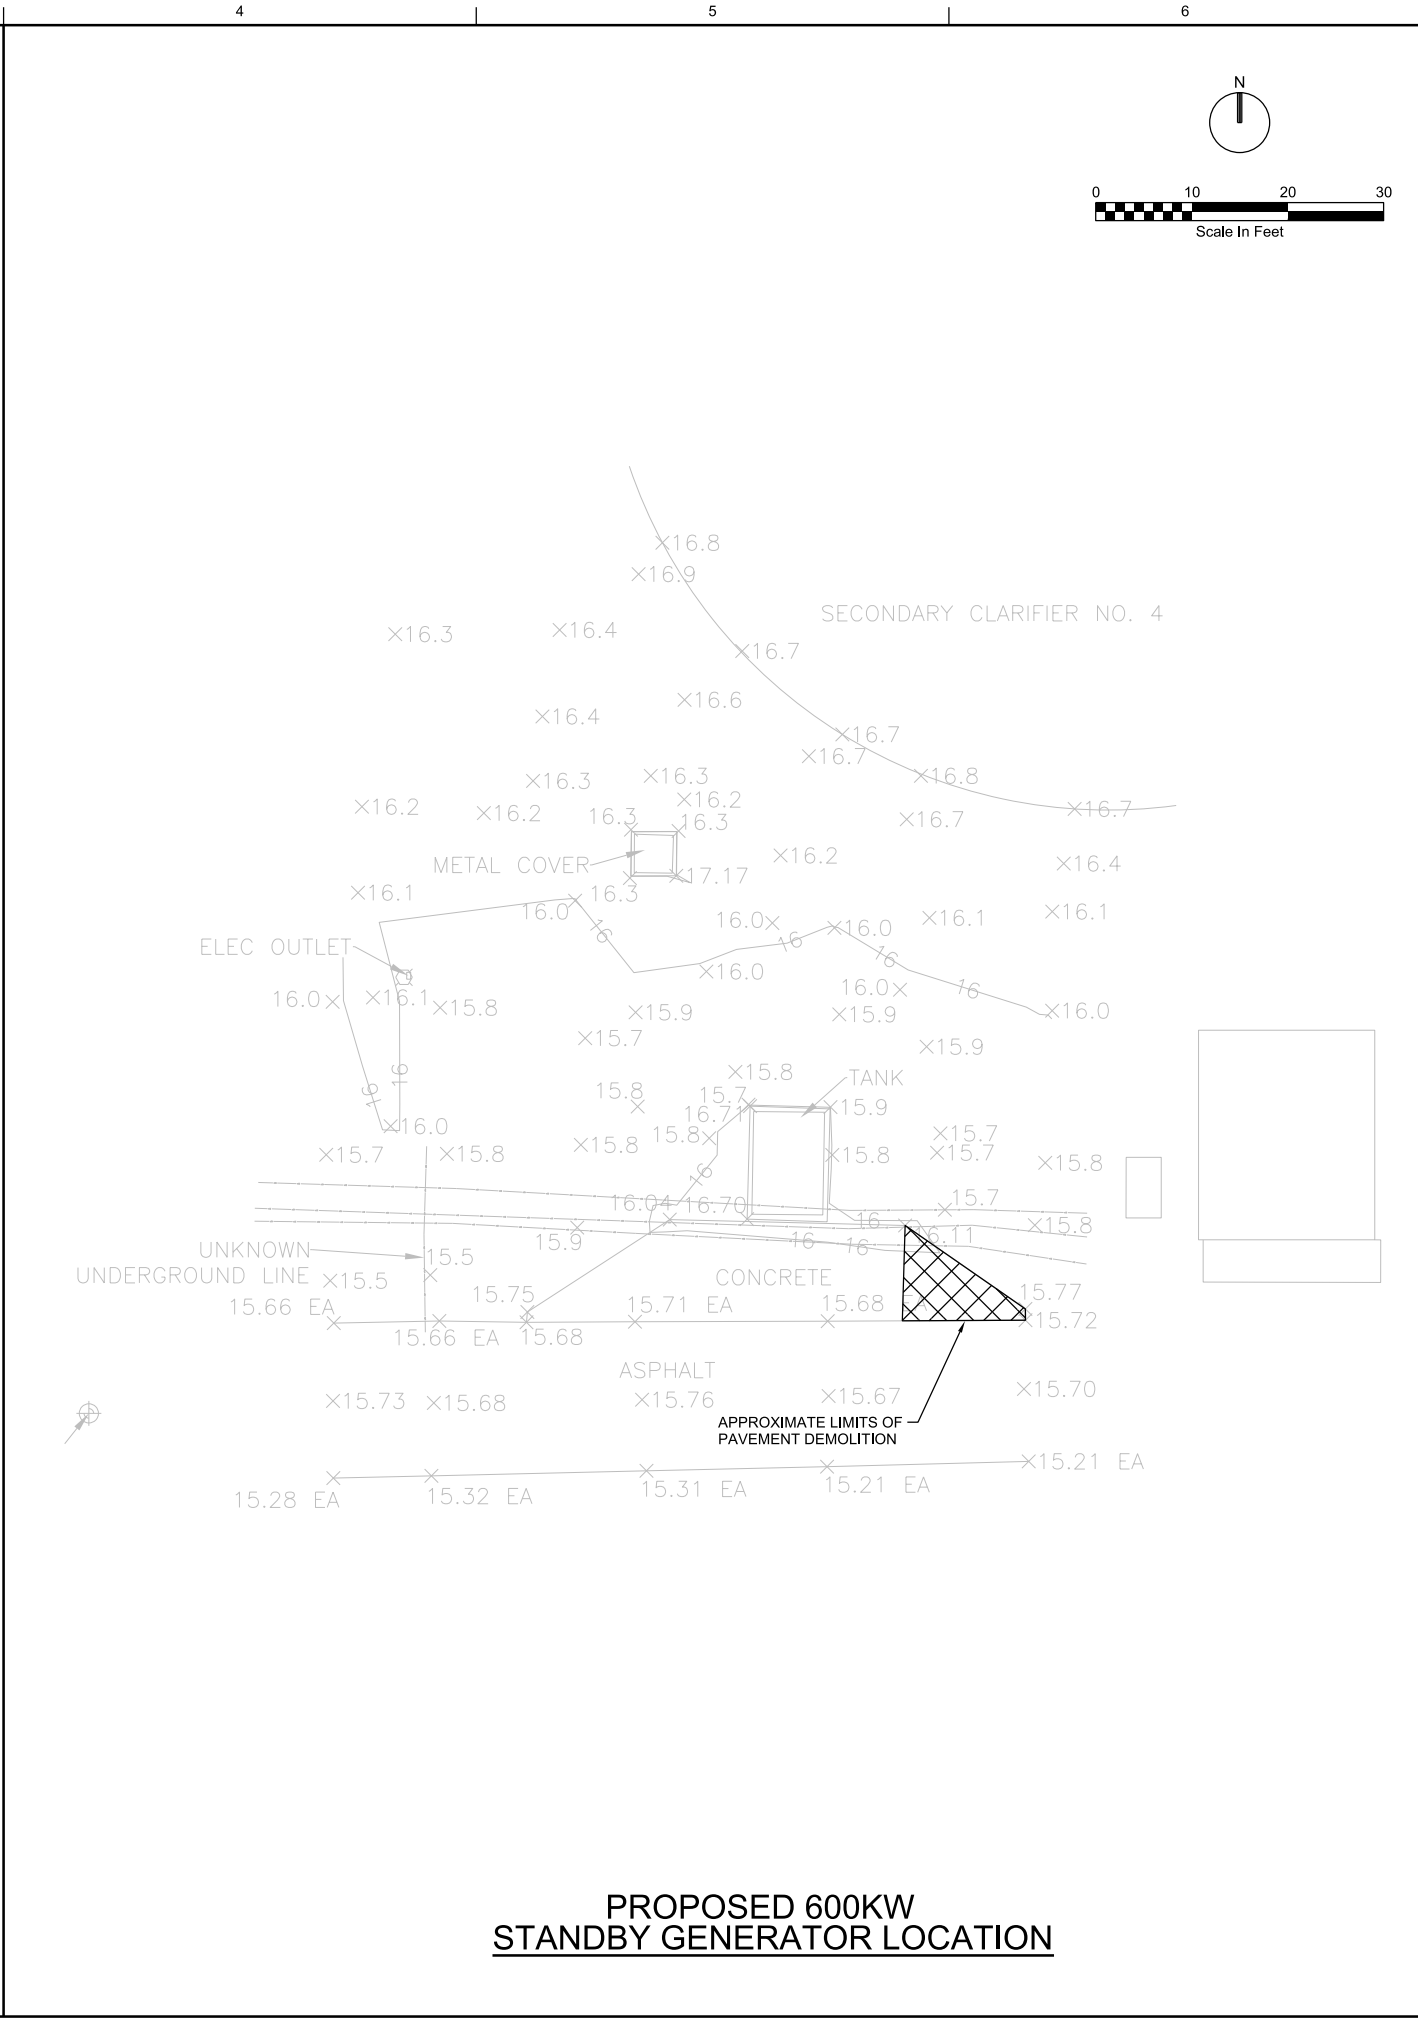 4 5 6
N
0 10 20 30
Scale In Feet
16.8
16.9
SECONDARY CLARIFIER NO. 4
16.3 16.4
16.7
16.6
16.4
16.7
16.7
16.3 16.3 16.8
16.2 16.2 16.2 16.7
16.3 16.3 16.7
METAL COVER 16.2 16.4
17.17
16.1 16.3
16.0 16.0 16.1 16.1
16 16.0
ELEC OUTLET 16 16
16.0
16.0 16.1 15.8 16.0 16
15.9 15.9 16.0
15.7 15.9
15.8 TANK
16 16 15.8 15.7 15.9
16.71
16.0 15.8 15.7
15.7 15.8 15.8 15.8 15.7 15.8
16
16.04 16.70 15.7
16 15.8
15.9 16 16 6.11
UNKNOWN 15.5
UNDERGROUND LINE 15.5 CONCRETE
15.66 EA 15.75 15.71 EA 15.68 EA 15.77
15.66 EA 15.68 15.72
ASPHALT
15.73 15.68 15.76 15.67 15.70
APPROXIMATE LIMITS OF
PAVEMENT DEMOLITION
15.21 EA
15.28 EA 15.32 EA 15.31 EA 15.21 EA
PROPOSED 600KW
STANDBY GENERATOR LOCATION